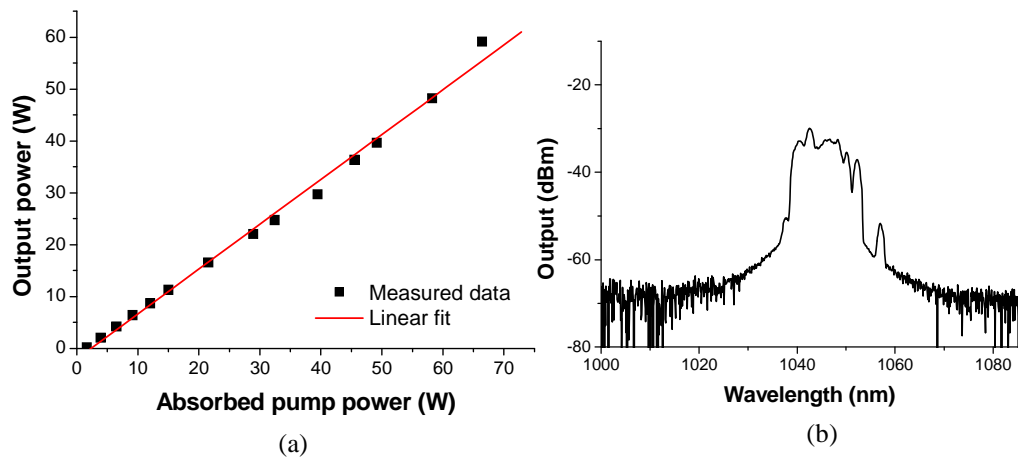 60
50
40
30
20
10
0
Output power (W)
Measured data
Linear fit
0 10 20 30 40 50 60 70
Absorbed pump power (W)
(a)
-20
-40
-60
-80
Output (dBm)
1000 1020 1040 1060 1080
Wavelength (nm)
(b)